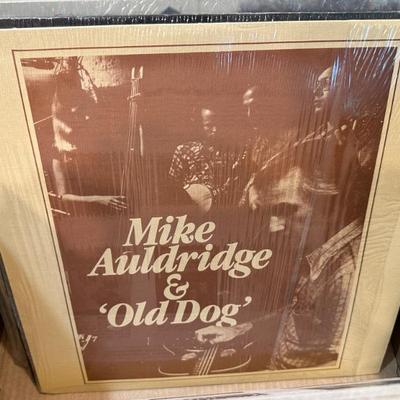 Mike
Auldridge
&
‘Old Dog’